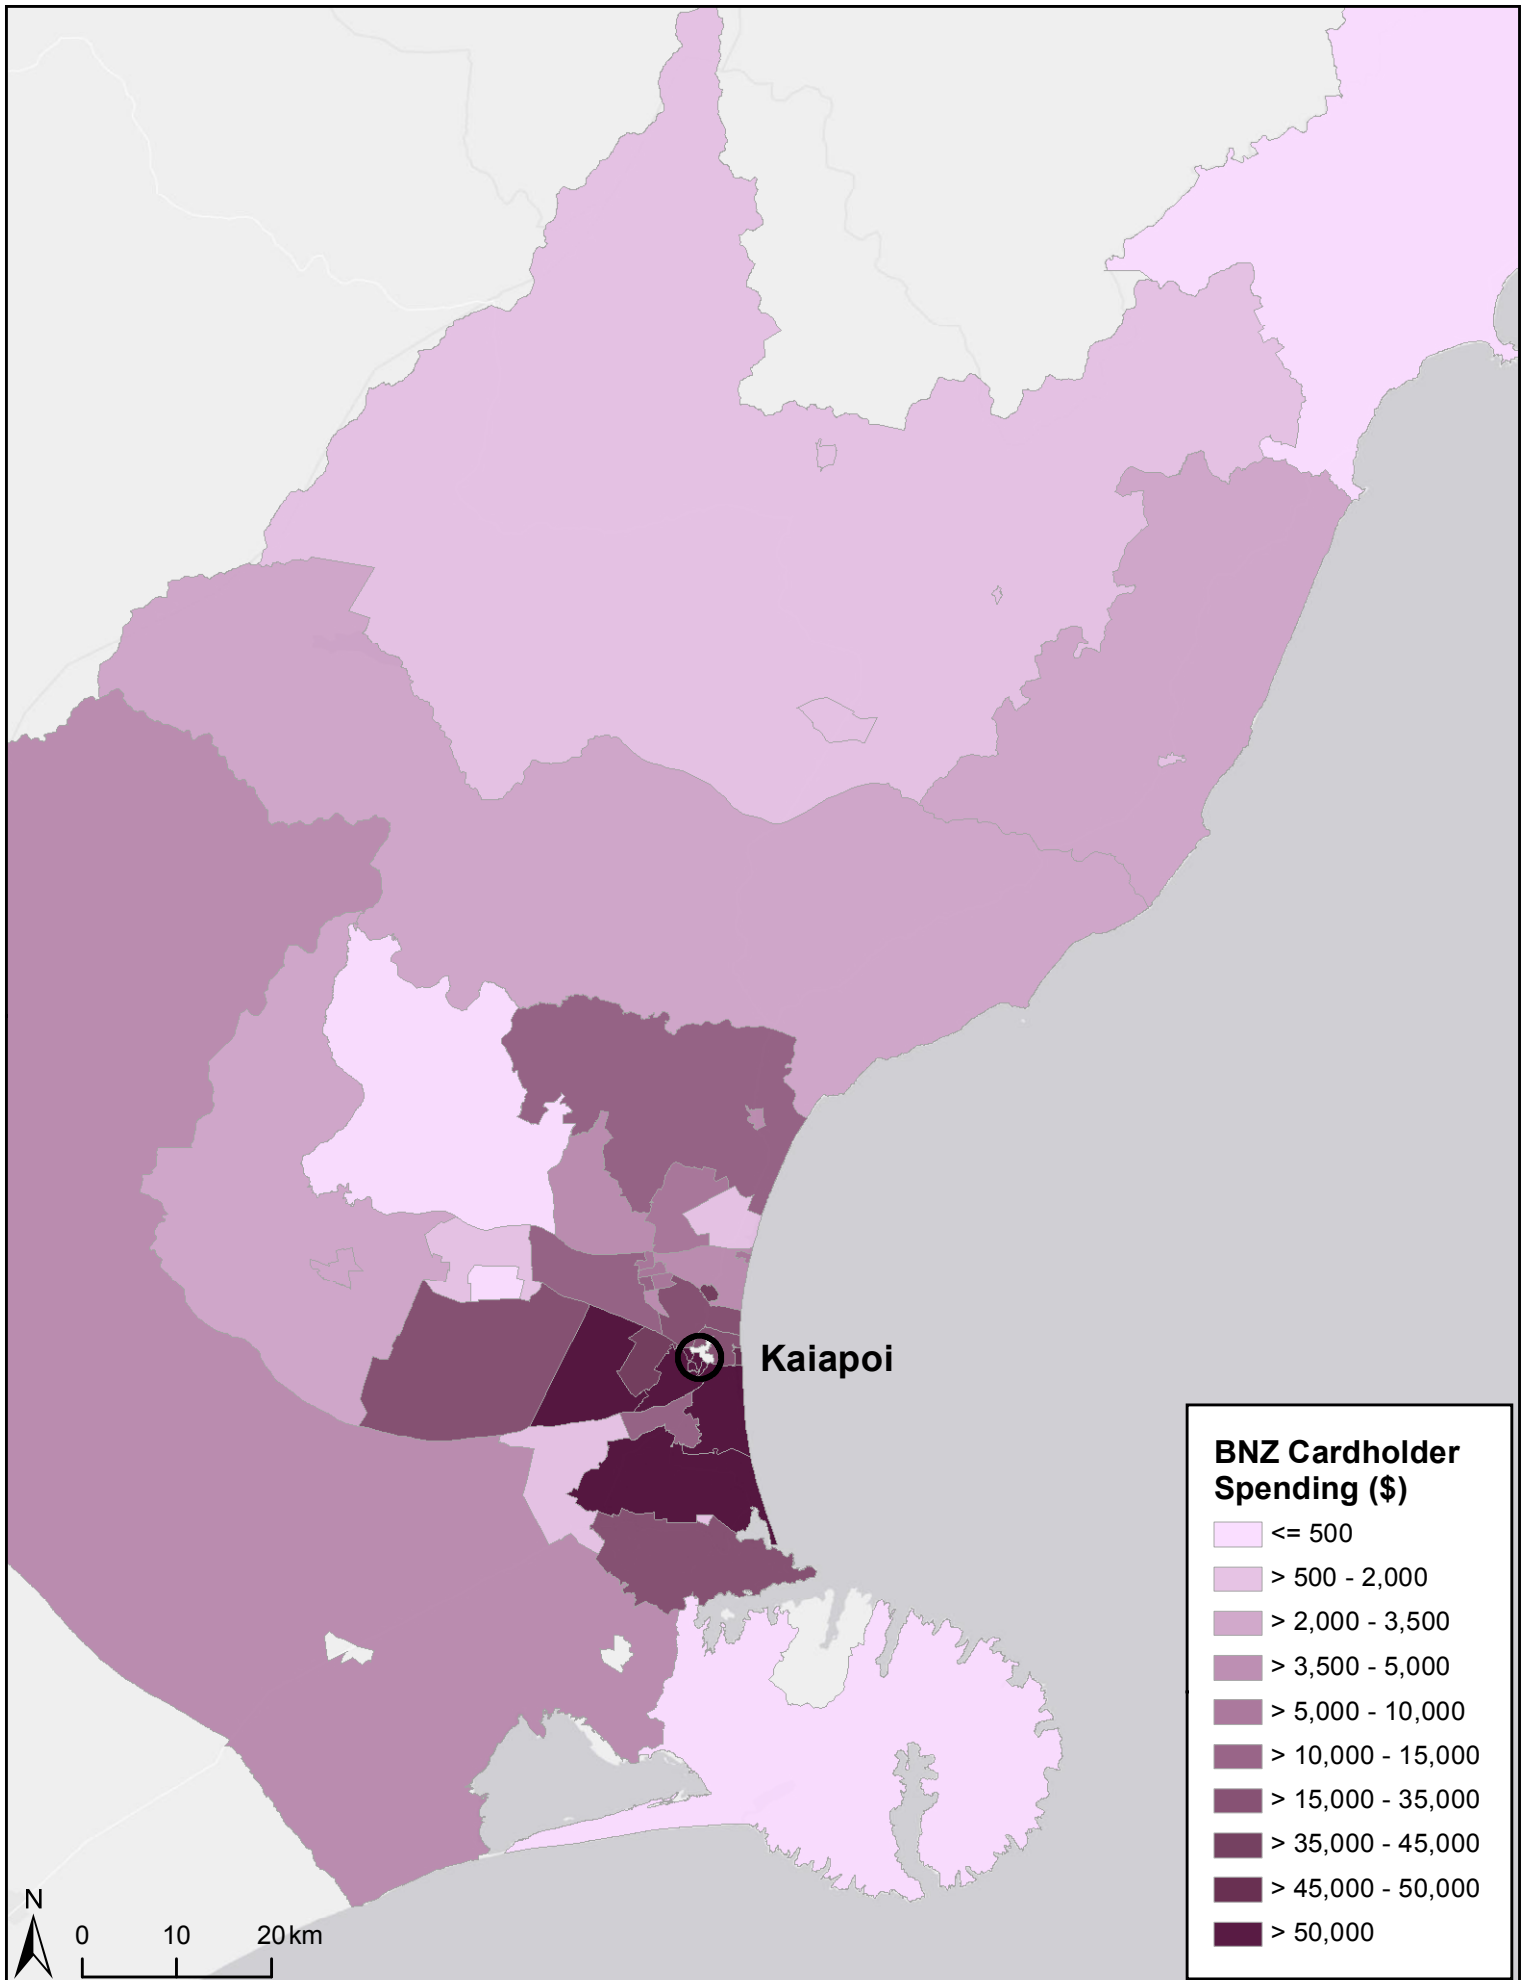 Kaiapoi
BNZ Cardholder
Spending ($)
<= 500
> 500 - 2,000
> 2,000 - 3,500
> 3,500 - 5,000
> 5,000 - 10,000
> 10,000 - 15,000
> 15,000 - 35,000
> 35,000 - 45,000
> 45,000 - 50,000
> 50,000
N
0 10 20 km